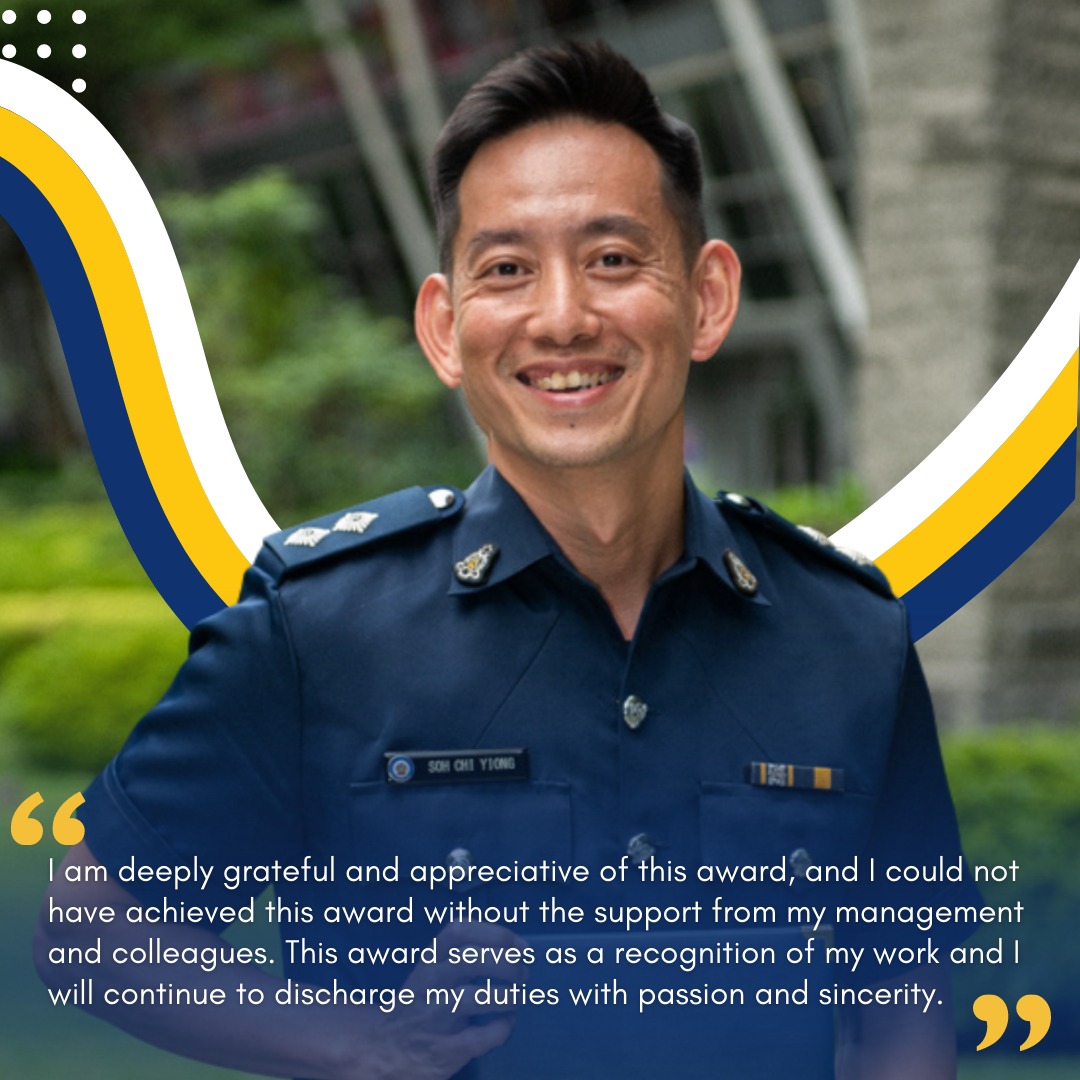 SOH CHI YIONG
“
I am deeply grateful and appreciative of this award, and I could not
have achieved this award without the support from my management
and colleagues. This award serves as a recognition of my work and I
will continue to discharge my duties with passion and sincerity.
”